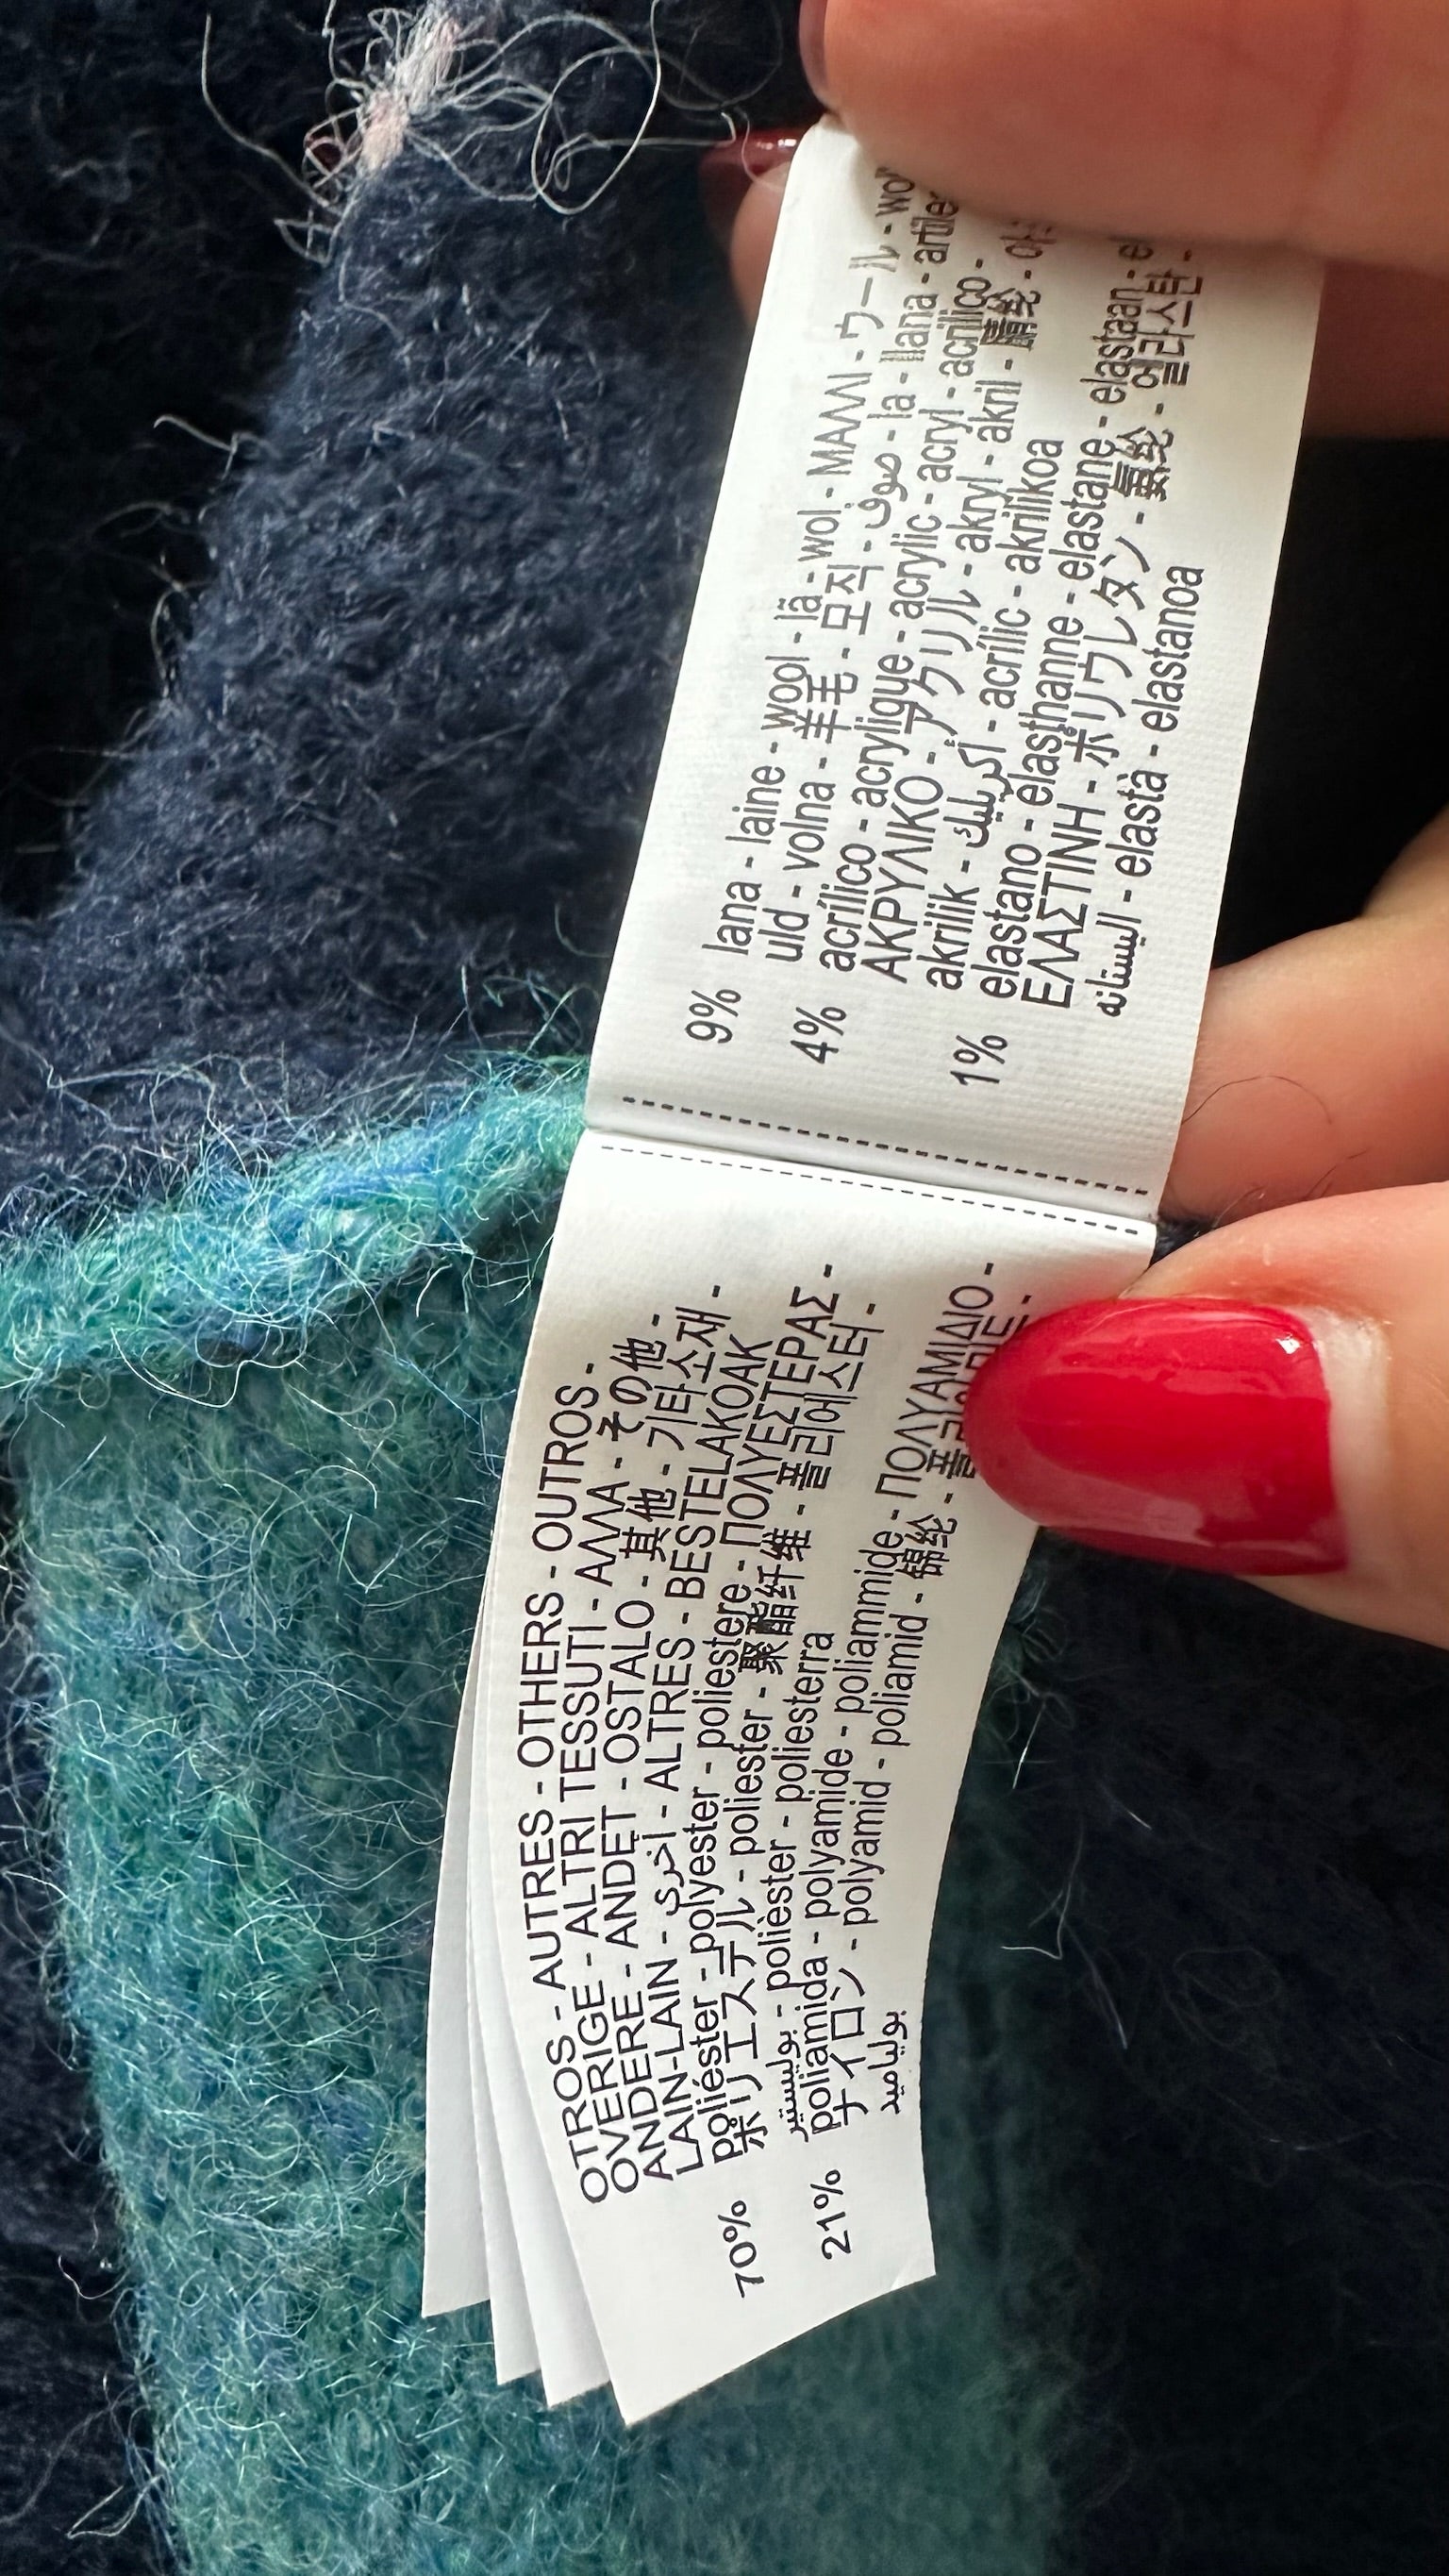 OTROS - AUTRES - OTHERS - OUTROS -
OVERIGE - ALTRI TESSUTI - ΑΛΛΑ - その他 -
ANDERE - ANDET - OSTALO - 其他 - 기타소재 -
LAIN-LAIN - اخرى - ALTRES - BESTELAKOAK
70% poliéster - polyester - poliestere - ΠΟΛΥΕΣΤΕΡΑΣ -
ポリエステル - poliester - 聚酯纤维 - 폴리에스터 -
بوليستير - polièster - poliesterra
21% poliamida - polyamide - poliammide - ΠΟΛΥΑΜΙΔΙΟ -
ナイロン - polyamid - poliamid - 锦纶 -
بولياميد
9% lana - laine - wool - lã - wol - ΜΑΛΛΙ - ウール -
uld - volna - 羊毛 - 모직 - صوف - la - llana -
4% acrílico - acrylique - acrylic - acryl - acrilico -
ΑΚΡΥΛΙΚΟ - アクリル - akryl - akril - 腈纶 -
akrilik - اكريليك - acrílic - akrilikoa
1% elastano - elasthanne - elastane - elastaan -
ΕΛΑΣΤΙΝΗ - ポリウレタン - 氨纶 - 엘라스탄 -
اليستانه - elastà - elastanoa